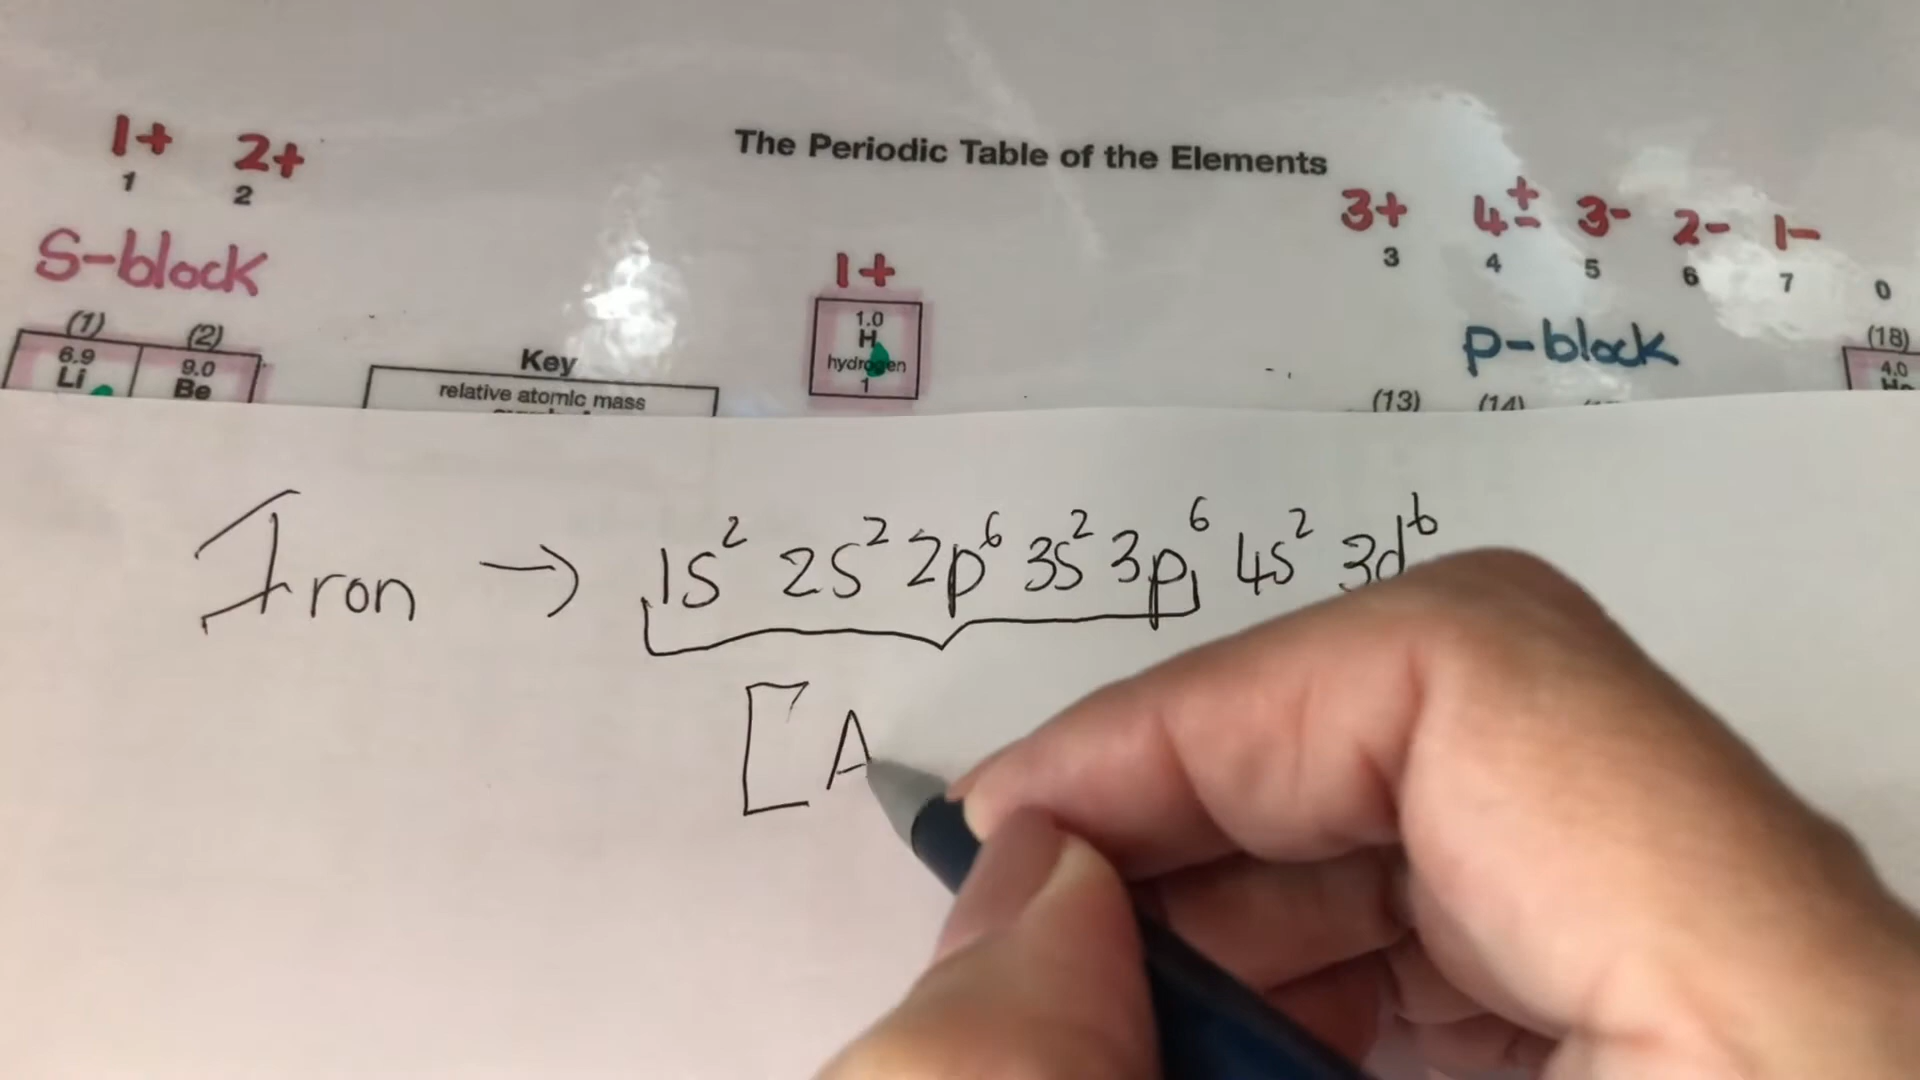 The Periodic Table of the Elements
1+ 2+
1 2
3+ 4± 3- 2- 1-
3 4 5 6 7 0
S-block
1+
p-block
(1) (2)
(18)
6.9
Li
9.0
Be
Key
relative atomic mass
1.0
H
hydrogen
1
4.0
He
(13) (14)
Iron → 1s² 2s² 2p⁶ 3s² 3p⁶ 4s² 3d⁶
[A